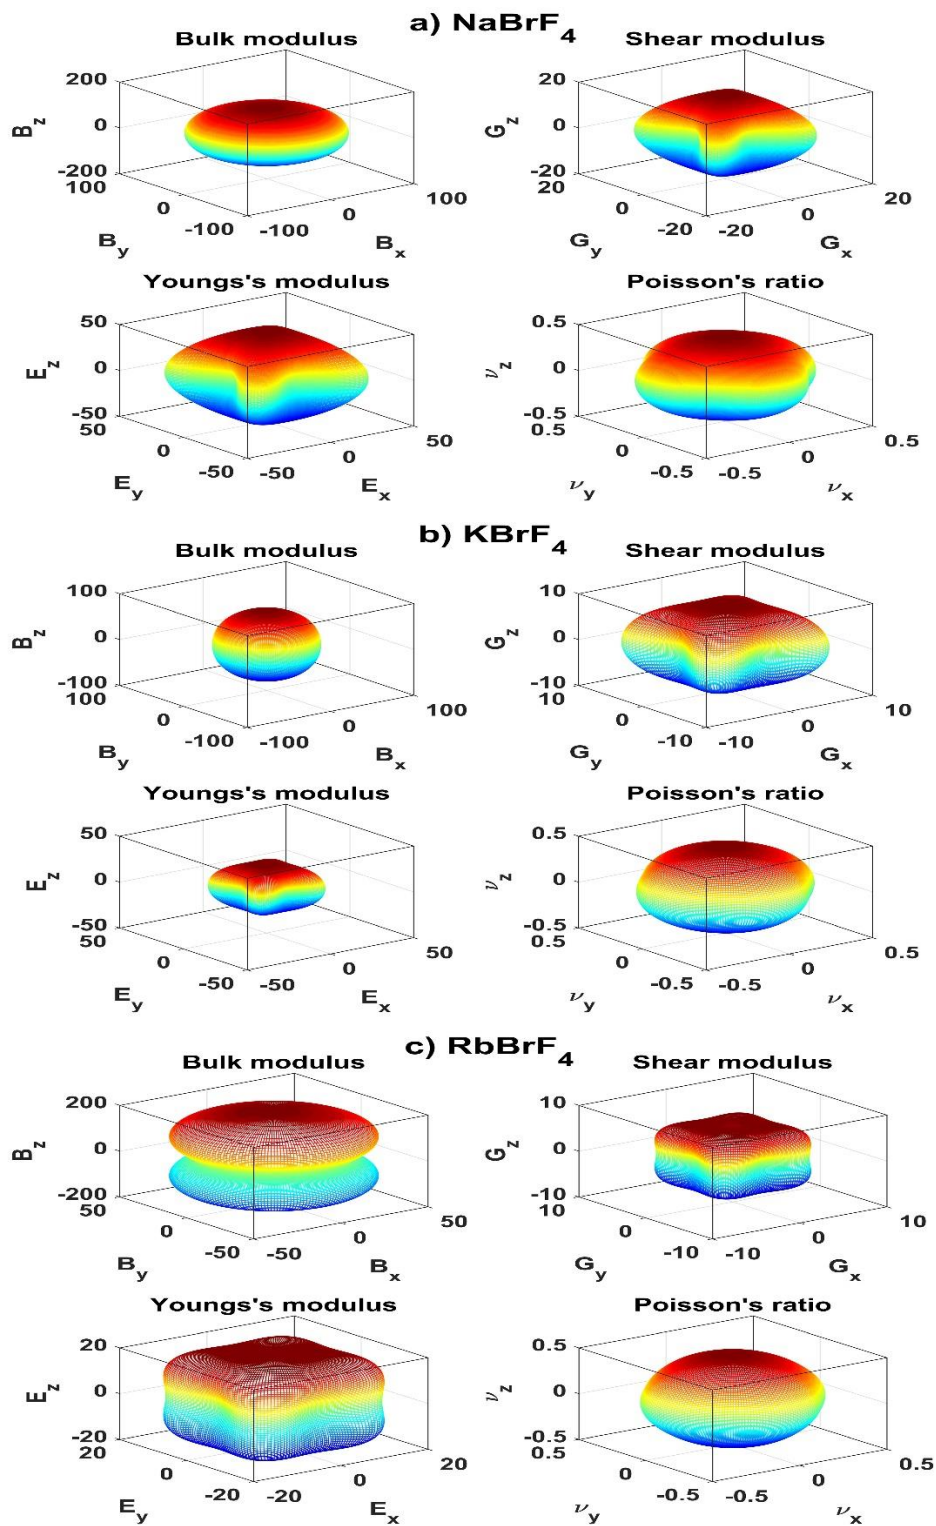 a) NaBrF4
Bulk modulus
Shear modulus
200
0
-200
Bz
100
0
-100
By
-100
0
100
Bx
20
0
-20
Gz
20
0
-20
Gy
-20
0
20
Gx
Youngs's modulus
Poisson's ratio
50
0
-50
Ez
50
0
-50
Ey
-50
0
50
Ex
0.5
0
-0.5
νz
0.5
0
-0.5
νy
-0.5
0
0.5
νx
b) KBrF4
Bulk modulus
Shear modulus
100
0
-100
Bz
100
0
-100
By
-100
0
100
Bx
10
0
-10
Gz
10
0
-10
Gy
-10
0
10
Gx
Youngs's modulus
Poisson's ratio
50
0
-50
Ez
50
0
-50
Ey
-50
0
50
Ex
0.5
0
-0.5
νz
0.5
0
-0.5
νy
-0.5
0
0.5
νx
c) RbBrF4
Bulk modulus
Shear modulus
200
0
-200
Bz
50
0
-50
By
-50
0
50
Bx
10
0
-10
Gz
10
0
-10
Gy
-10
0
10
Gx
Youngs's modulus
Poisson's ratio
20
0
-20
Ez
20
0
-20
Ey
-20
0
20
Ex
0.5
0
-0.5
νz
0.5
0
-0.5
νy
-0.5
0
0.5
νx